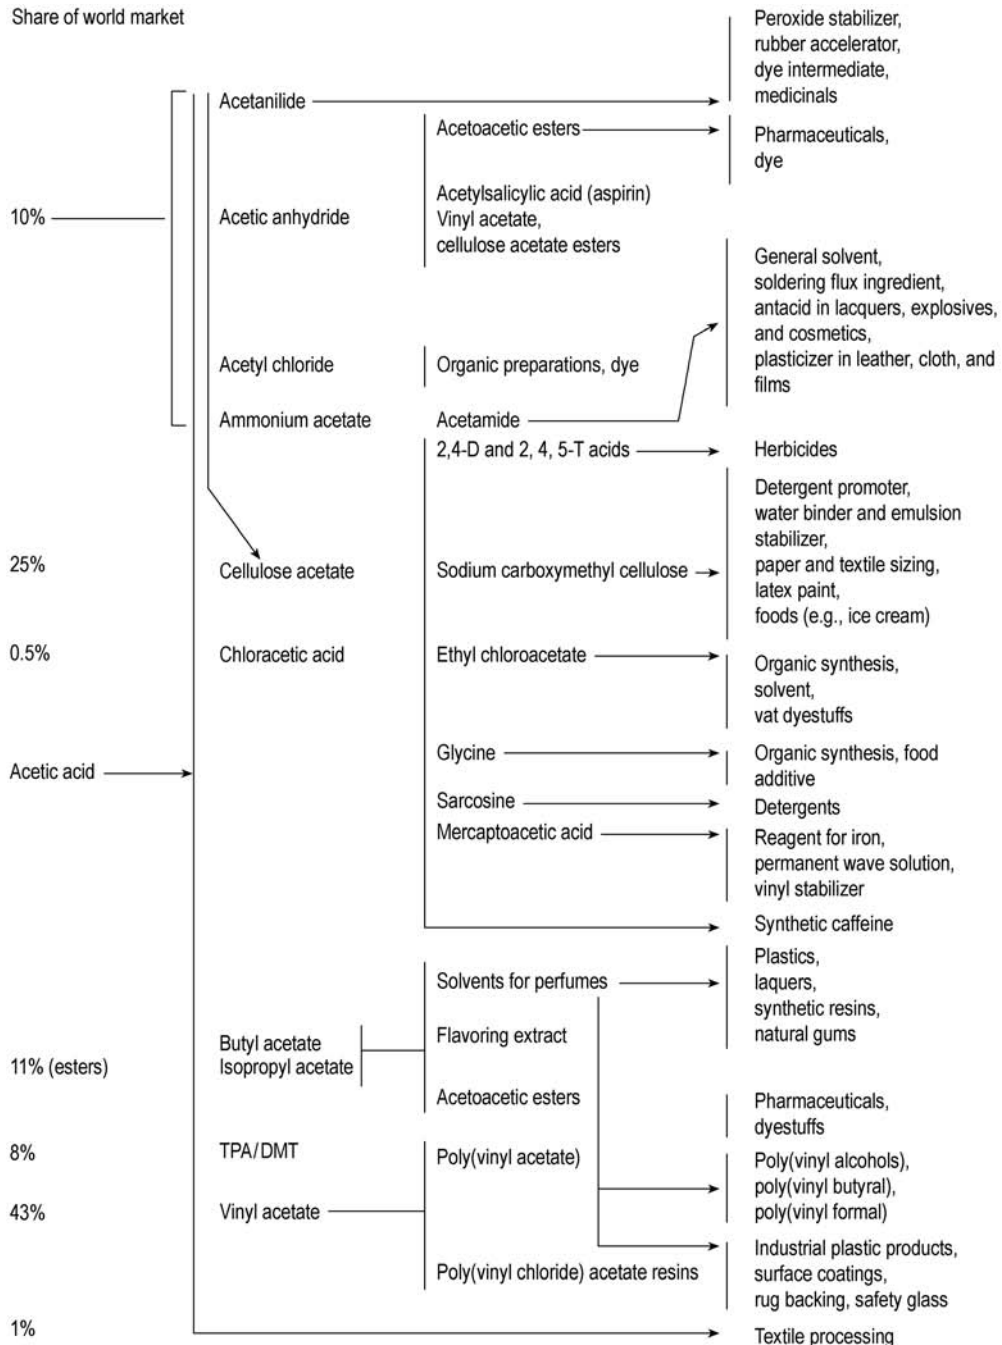 Share of world market
Peroxide stabilizer,
rubber accelerator,
dye intermediate,
medicinals
Acetanilide
Acetoacetic esters
Pharmaceuticals,
dye
10%
Acetic anhydride
Acetylsalicylic acid (aspirin)
Vinyl acetate,
cellulose acetate esters
General solvent,
soldering flux ingredient,
antacid in lacquers, explosives,
and cosmetics,
plasticizer in leather, cloth, and
films
Acetyl chloride
Organic preparations, dye
Ammonium acetate
Acetamide
2,4-D and 2, 4, 5-T acids
Herbicides
25%
Cellulose acetate
Sodium carboxymethyl cellulose
Detergent promoter,
water binder and emulsion
stabilizer,
paper and textile sizing,
latex paint,
foods (e.g., ice cream)
0.5%
Chloracetic acid
Ethyl chloroacetate
Organic synthesis,
solvent,
vat dyestuffs
Acetic acid
Glycine
Organic synthesis, food
additive
Sarcosine
Detergents
Mercaptoacetic acid
Reagent for iron,
permanent wave solution,
vinyl stabilizer
Synthetic caffeine
Solvents for perfumes
Plastics,
laquers,
synthetic resins,
natural gums
11% (esters)
Butyl acetate
Isopropyl acetate
Flavoring extract
Acetoacetic esters
Pharmaceuticals,
dyestuffs
8%
TPA/DMT
Poly(vinyl acetate)
Poly(vinyl alcohols),
poly(vinyl butyral),
poly(vinyl formal)
43%
Vinyl acetate
Poly(vinyl chloride) acetate resins
Industrial plastic products,
surface coatings,
rug backing, safety glass
1%
Textile processing